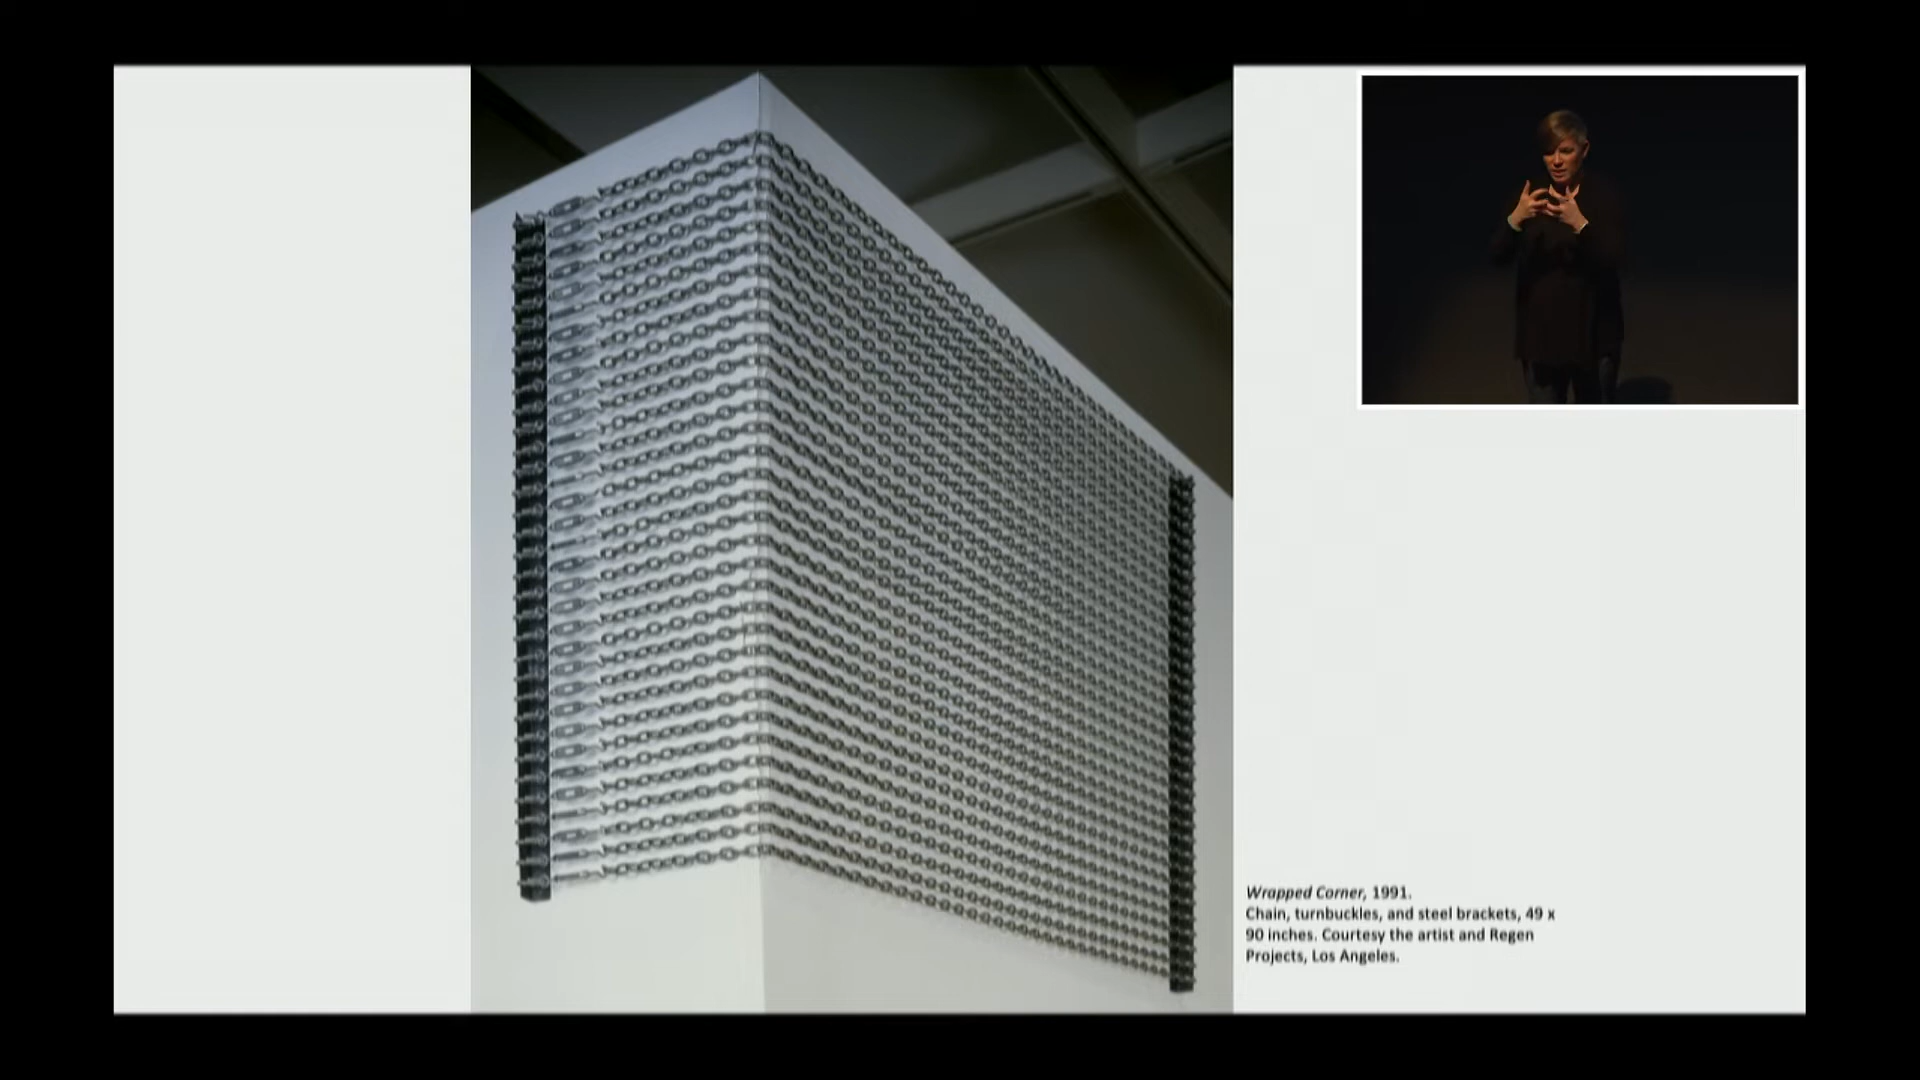 Wrapped Corner, 1991.
Chain, turnbuckles, and steel brackets, 49 x
90 inches. Courtesy the artist and Regen
Projects, Los Angeles.